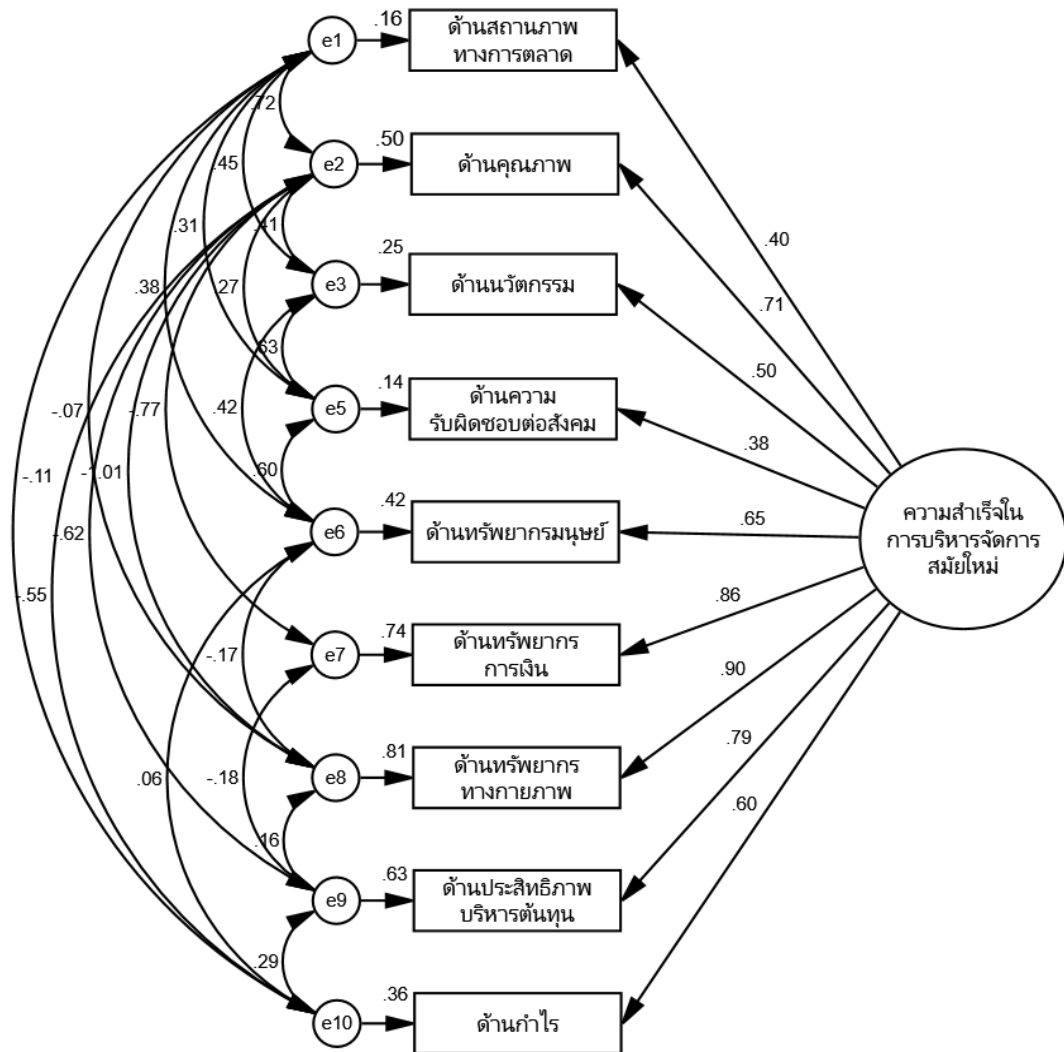 .16
e1
ด้านสถานภาพ
ทางการตลาด
.72
.50
e2
ด้านคุณภาพ
.45
.31
.41
.40
.25
e3
ด้านนวัตกรรม
.38
.27
.71
.63
.50
.14
e5
ด้านความ
รับผิดชอบต่อสังคม
-.07
-.77
.42
.38
-.11
-1.01
.60
.42
e6
ด้านทรัพยากรมนุษย์
.65
ความสำเร็จใน
การบริหารจัดการ
สมัยใหม่
-.62
-.55
.86
.74
e7
ด้านทรัพยากร
การเงิน
-.17
.90
.81
e8
ด้านทรัพยากร
ทางกายภาพ
.06
-.18
.79
.60
.16
.63
e9
ด้านประสิทธิภาพ
บริหารต้นทุน
.29
.36
e10
ด้านกำไร